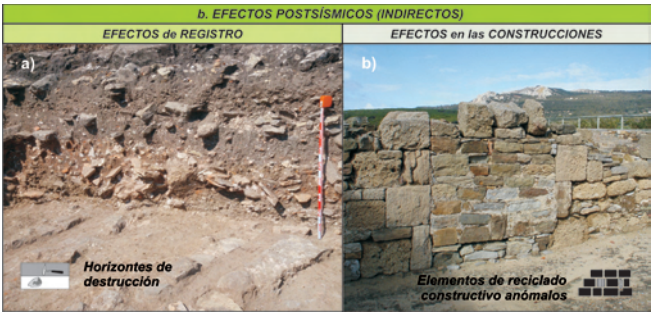 b. EFECTOS POSTSÍSMICOS (INDIRECTOS)
EFECTOS de REGISTRO
EFECTOS en las CONSTRUCCIONES
a)
b)
Horizontes de
destrucción
Elementos de reciclado
constructivo anómalos